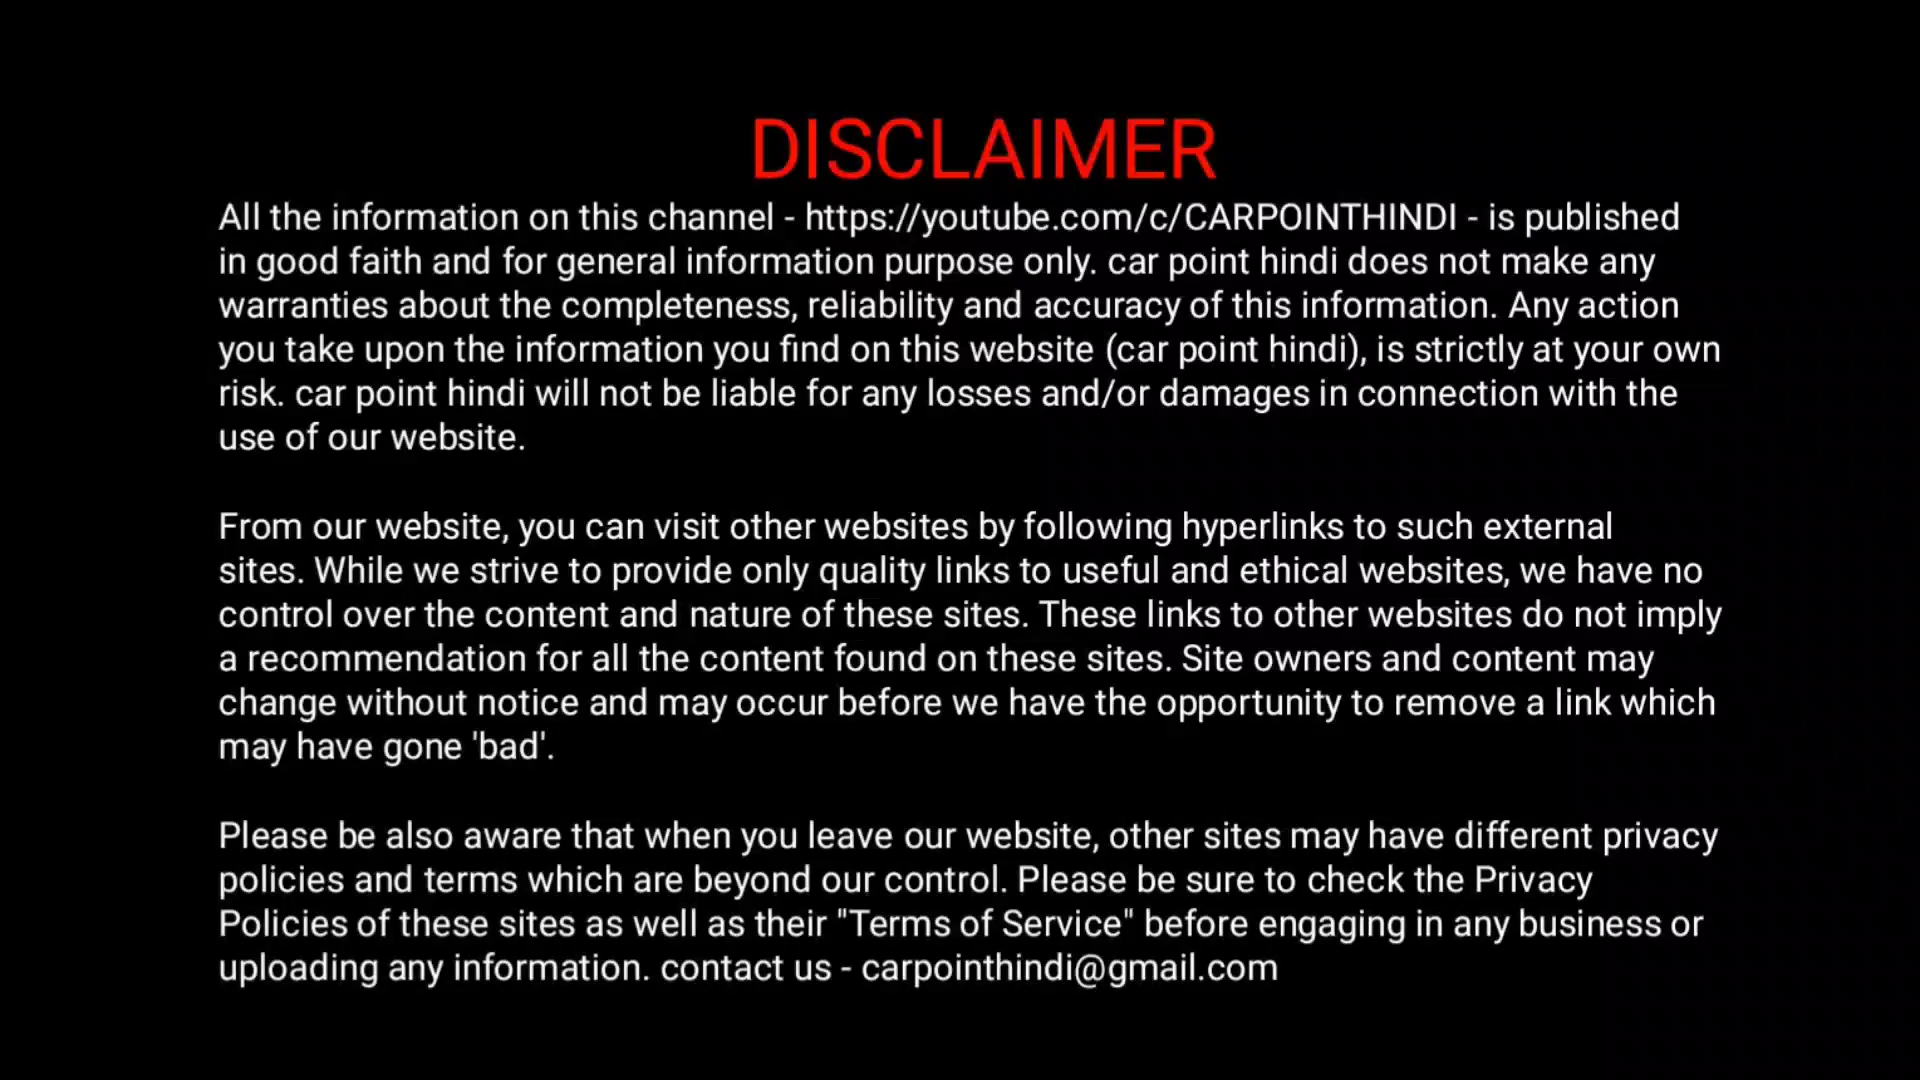 DISCLAIMER
All the information on this channel - https://youtube.com/c/CARPOINTHINDI - is published
in good faith and for general information purpose only. car point hindi does not make any
warranties about the completeness, reliability and accuracy of this information. Any action
you take upon the information you find on this website (car point hindi), is strictly at your own
risk. car point hindi will not be liable for any losses and/or damages in connection with the
use of our website.
From our website, you can visit other websites by following hyperlinks to such external
sites. While we strive to provide only quality links to useful and ethical websites, we have no
control over the content and nature of these sites. These links to other websites do not imply
a recommendation for all the content found on these sites. Site owners and content may
change without notice and may occur before we have the opportunity to remove a link which
may have gone 'bad'.
Please be also aware that when you leave our website, other sites may have different privacy
policies and terms which are beyond our control. Please be sure to check the Privacy
Policies of these sites as well as their "Terms of Service" before engaging in any business or
uploading any information. contact us - carpointhindi@gmail.com